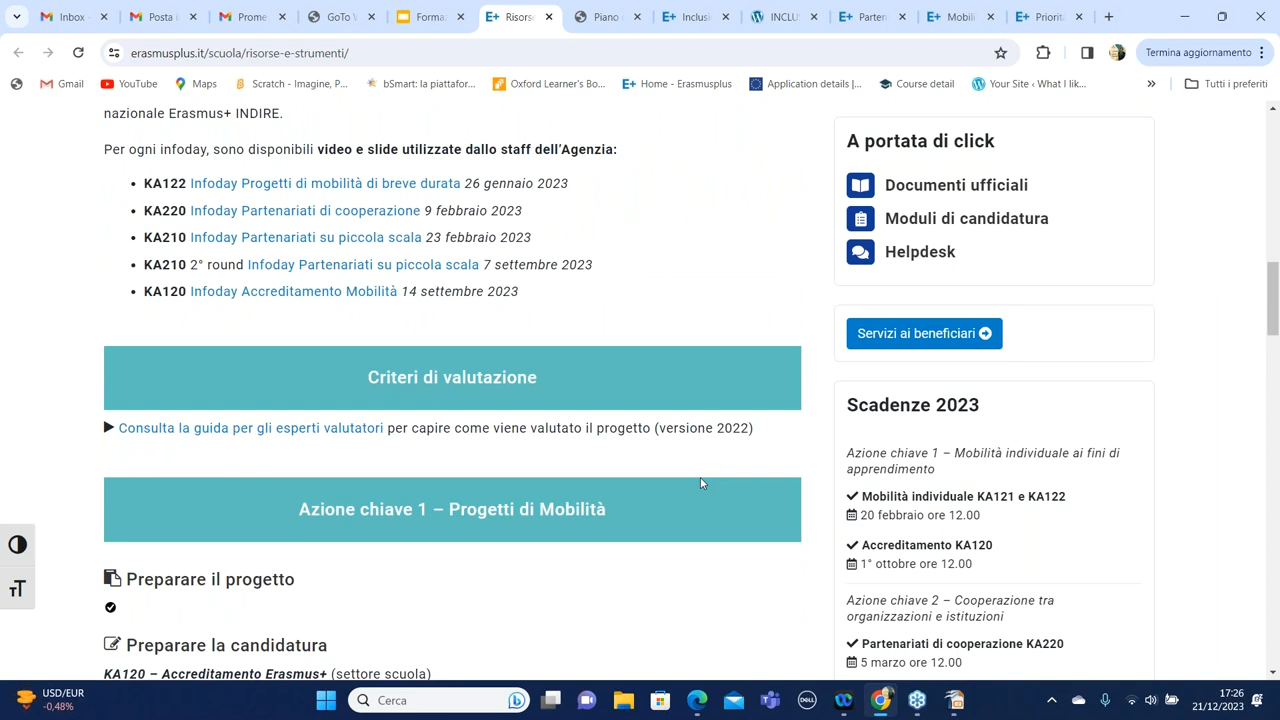 Inbox
Posta i
Prome
GoTo V
Forma
Risors
Piano
Inclusi
INCLU
Parten
Mobili
Priorit
erasmusplus.it/scuola/risorse-e-strumenti/
Termina aggiornamento
Gmail
YouTube
Maps
Scratch - Imagine, P...
bSmart: la piattafor...
Oxford Learner's Bo...
Home - Erasmusplus
Application details |...
Course detail
Your Site ‹ What I lik...
»
Tutti i preferiti
nazionale Erasmus+ INDIRE.
Per ogni infoday, sono disponibili video e slide utilizzate dallo staff dell'Agenzia:
• KA122 Infoday Progetti di mobilità di breve durata 26 gennaio 2023
• KA220 Infoday Partenariati di cooperazione 9 febbraio 2023
• KA210 Infoday Partenariati su piccola scala 23 febbraio 2023
• KA210 2° round Infoday Partenariati su piccola scala 7 settembre 2023
• KA120 Infoday Accreditamento Mobilità 14 settembre 2023
Criteri di valutazione
Consulta la guida per gli esperti valutatori per capire come viene valutato il progetto (versione 2022)
Azione chiave 1 – Progetti di Mobilità
Preparare il progetto
Preparare la candidatura
KA120 – Accreditamento Erasmus+ (settore scuola)
A portata di click
Documenti ufficiali
Moduli di candidatura
Helpdesk
Servizi ai beneficiari
Scadenze 2023
Azione chiave 1 – Mobilità individuale ai fini di
apprendimento
Mobilità individuale KA121 e KA122
20 febbraio ore 12.00
Accreditamento KA120
1° ottobre ore 12.00
Azione chiave 2 – Cooperazione tra
organizzazioni e istituzioni
Partenariati di cooperazione KA220
5 marzo ore 12.00
TT
USD/EUR
-0,48%
Cerca
DELL
17:26
21/12/2023